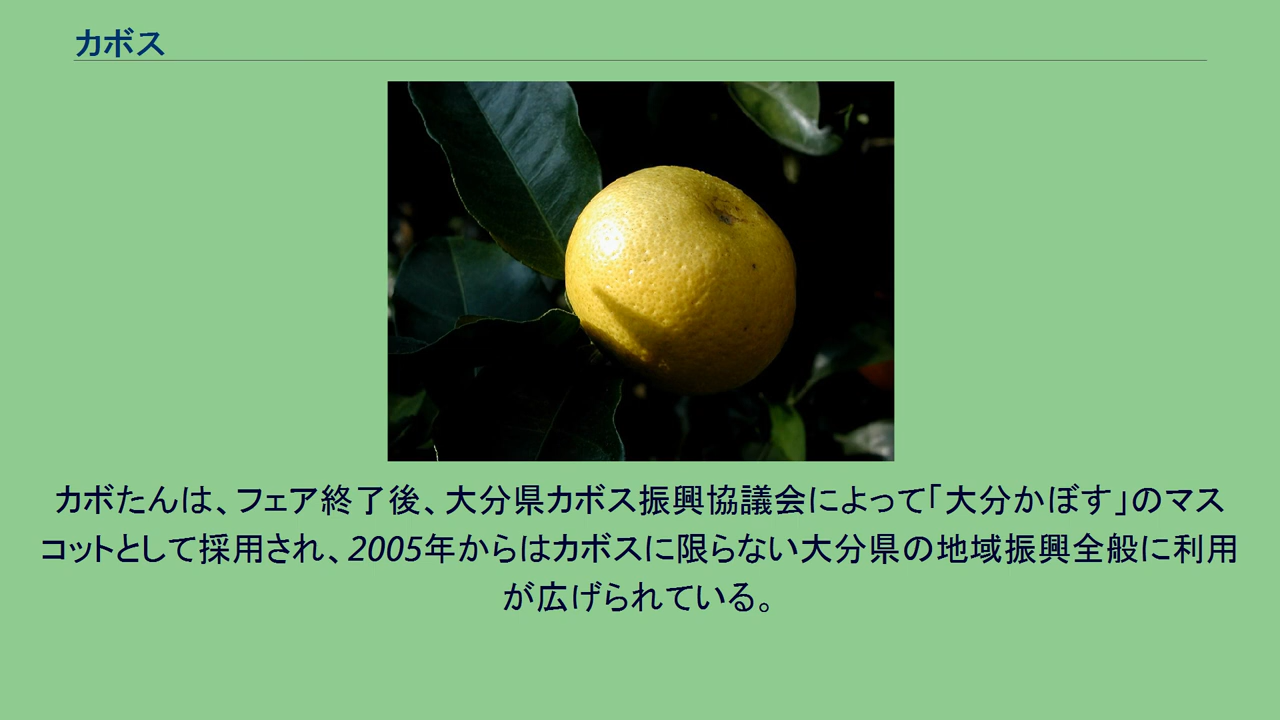 カボス
カボたんは、フェア終了後、大分県カボス振興協議会によって「大分かぼす」のマス
コットとして採用され、2005年からはカボスに限らない大分県の地域振興全般に利用
が広げられている。